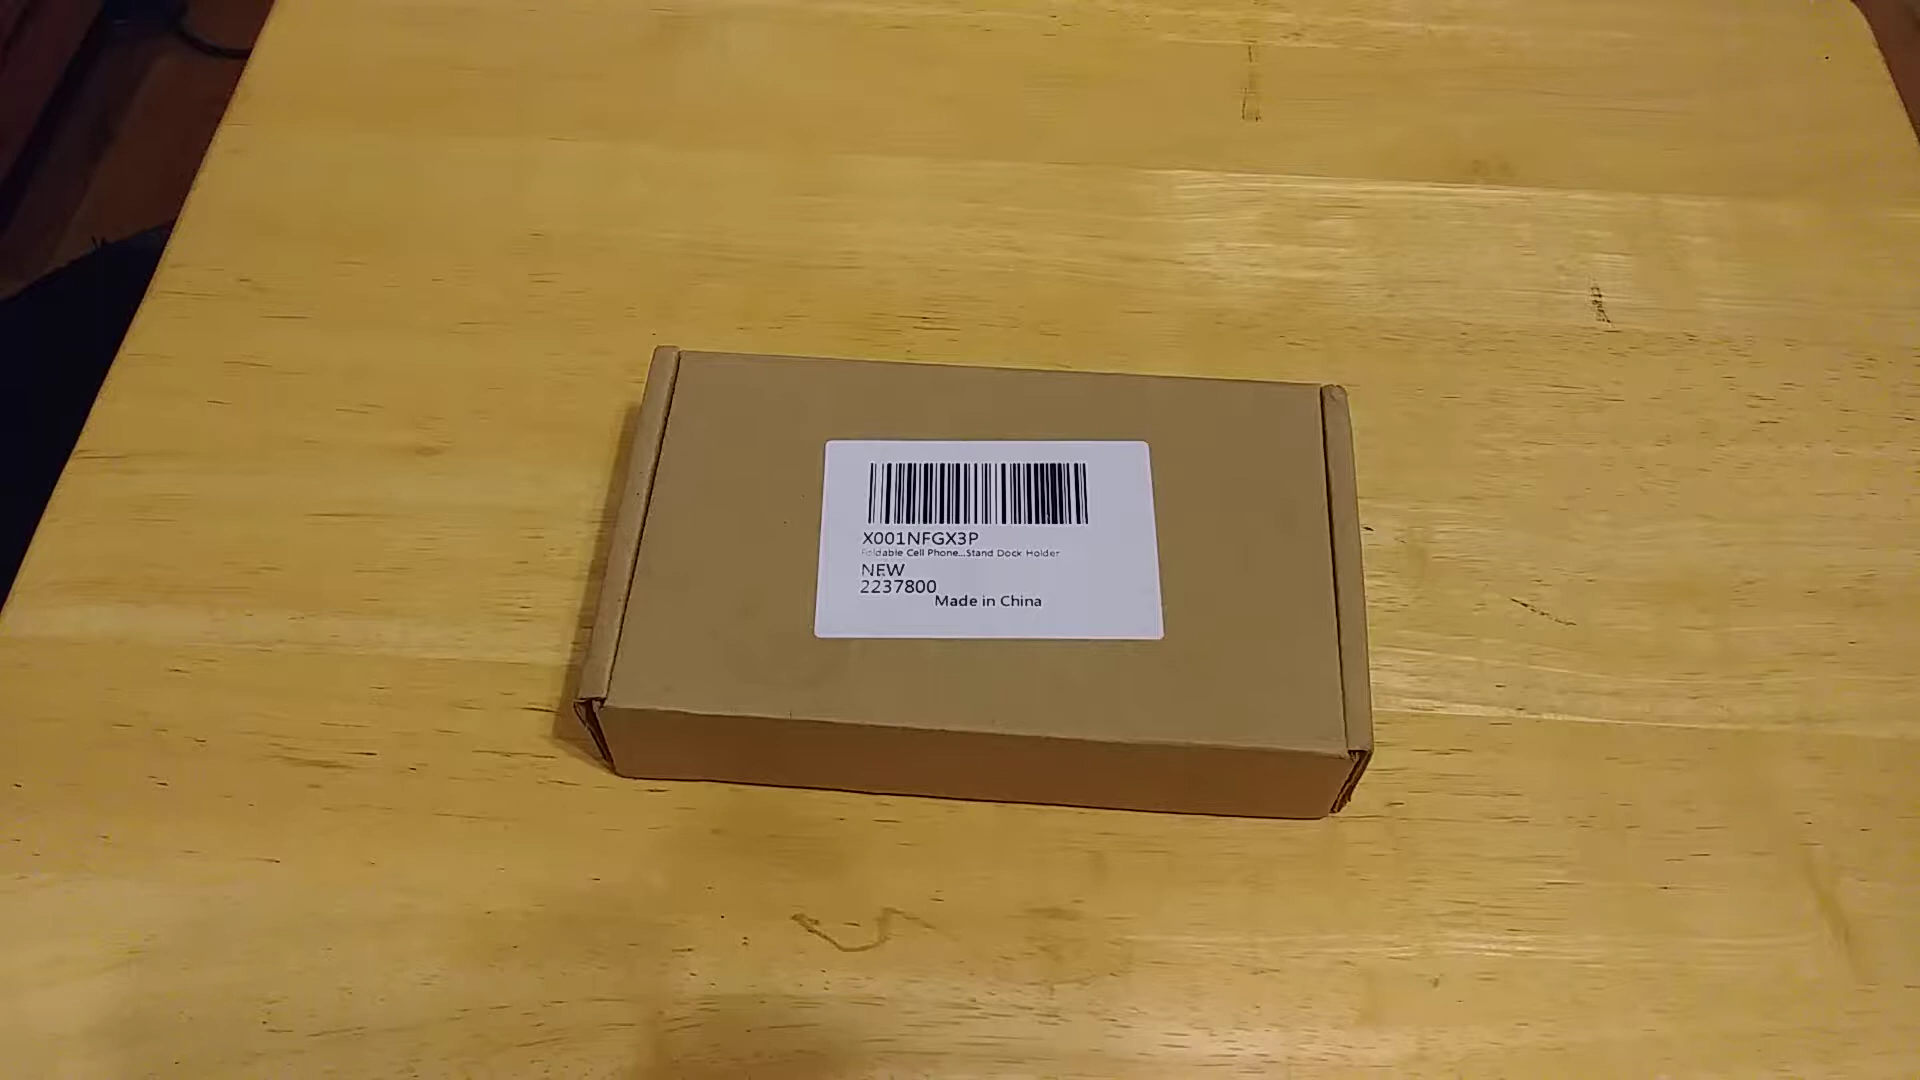 X001NFGX3P
Foldable Cell Phone...Stand Dock Holder
NEW
2237800
Made in China